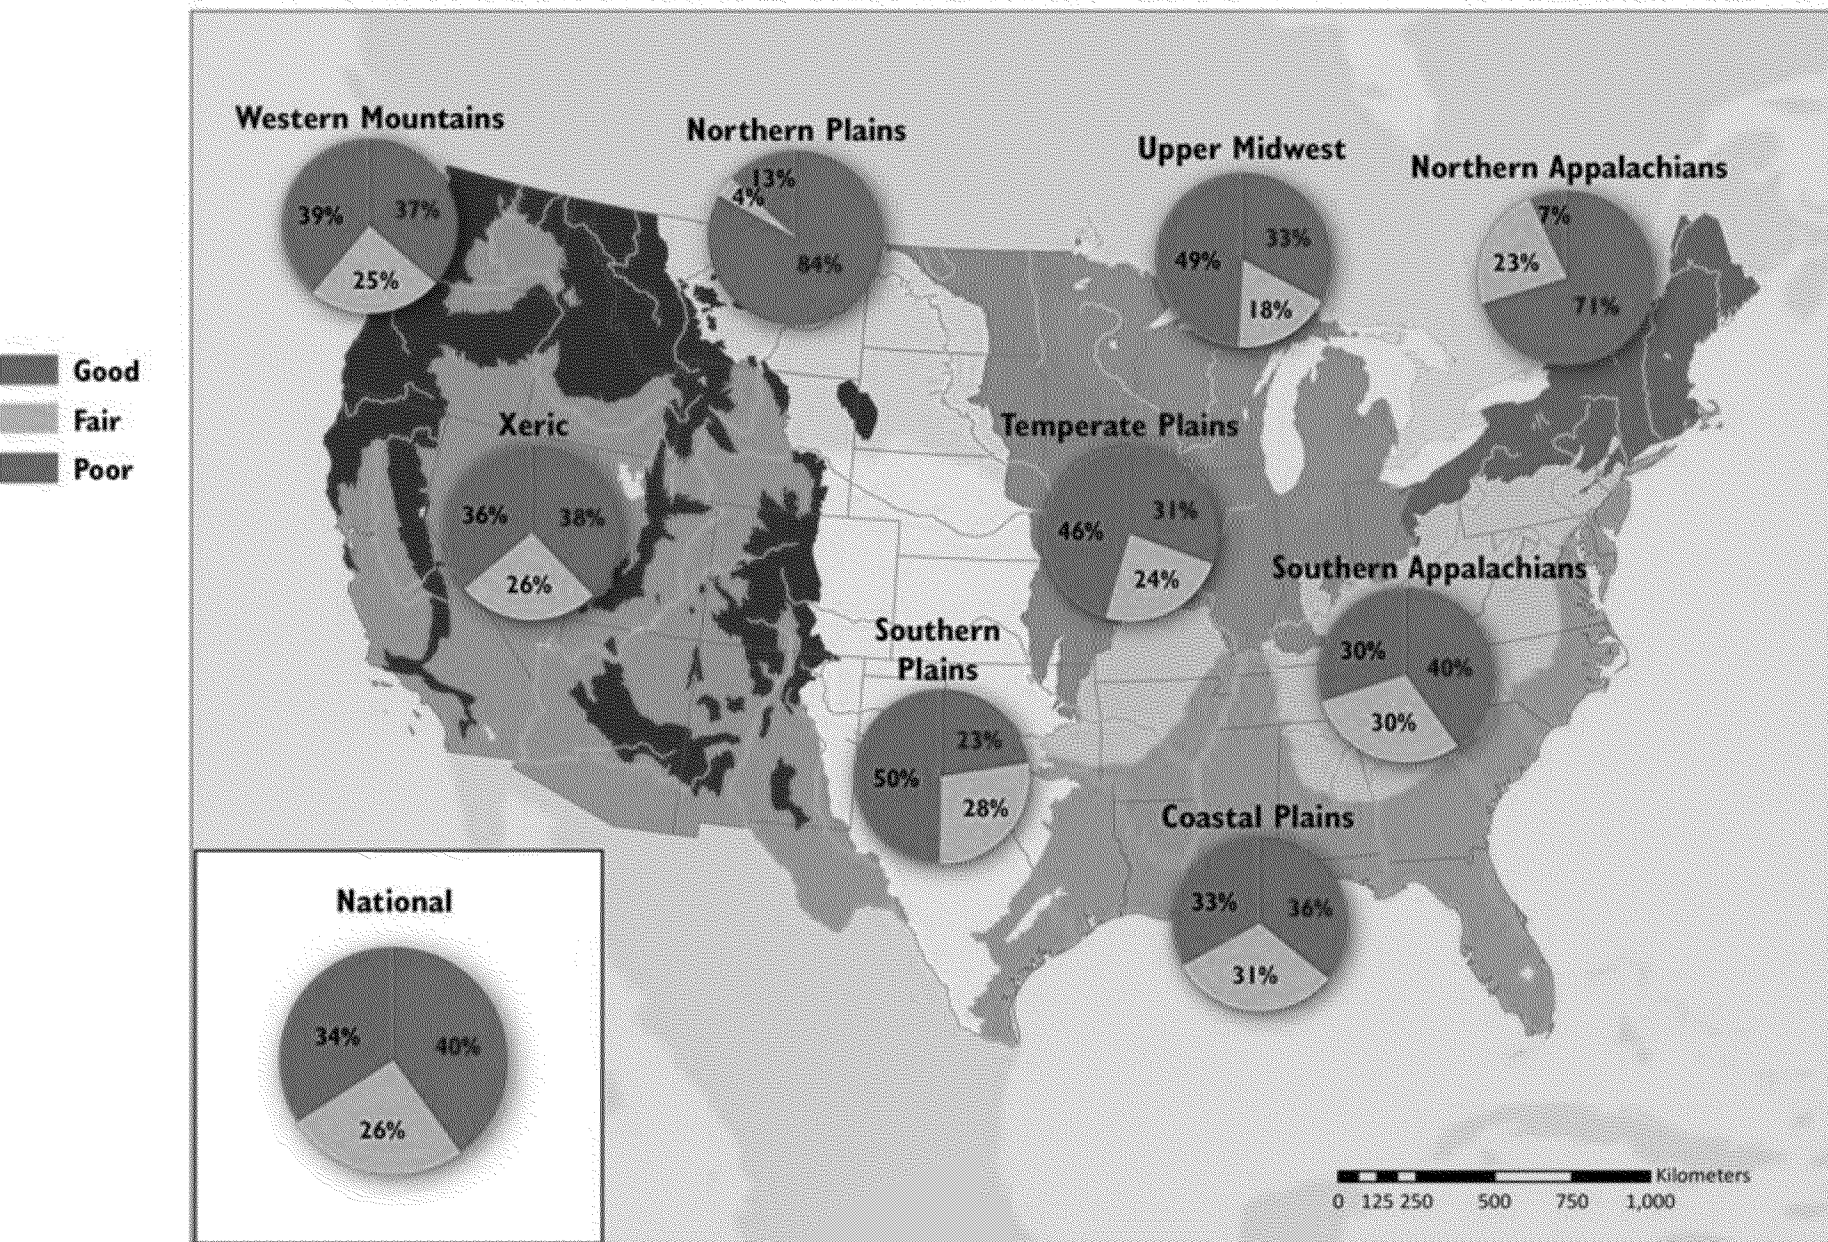 Western Mountains
39%
37%
25%
Northern Plains
13%
4%
84%
Upper Midwest
49%
33%
18%
Northern Appalachians
7%
23%
71%
Good
Fair
Poor
Xeric
36%
38%
26%
Temperate Plains
46%
31%
24%
Southern Appalachians
30%
40%
30%
Southern
Plains
23%
50%
28%
Coastal Plains
33%
36%
31%
National
34%
40%
26%
Kilometers
0 125 250 500 750 1,000